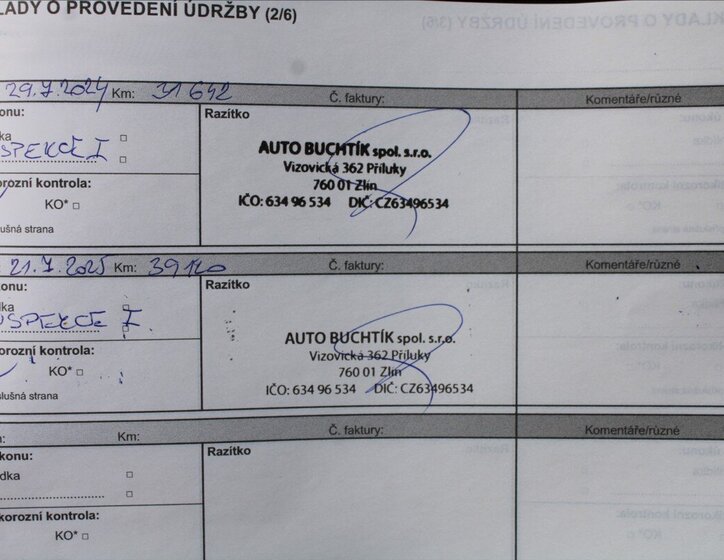 LADY O PROVEDENÍ ÚDRŽBY (2/6)
29.7.2024 Km: 31 642 Č. faktury: Komentáře/různé
konu: Razítko
ka
SPEKCE I
AUTO BUCHTÍK spol. s.r.o.
Vizovická 362 Příluky
760 01 Zlín
IČO: 634 96 534 DIČ: CZ63496534
orozní kontrola:
KO*
lušná strana
21.7.2025 Km: 39120 Č. faktury: Komentáře/různé
konu: Razítko
dka
SPEKCE I
AUTO BUCHTÍK spol. s.r.o.
Vizovická 362 Příluky
760 01 Zlín
IČO: 634 96 534 DIČ: CZ63496534
orozní kontrola:
KO*
slušná strana
Km: Č. faktury: Komentáře/různé
konu: Razítko
dka
korozní kontrola:
KO*